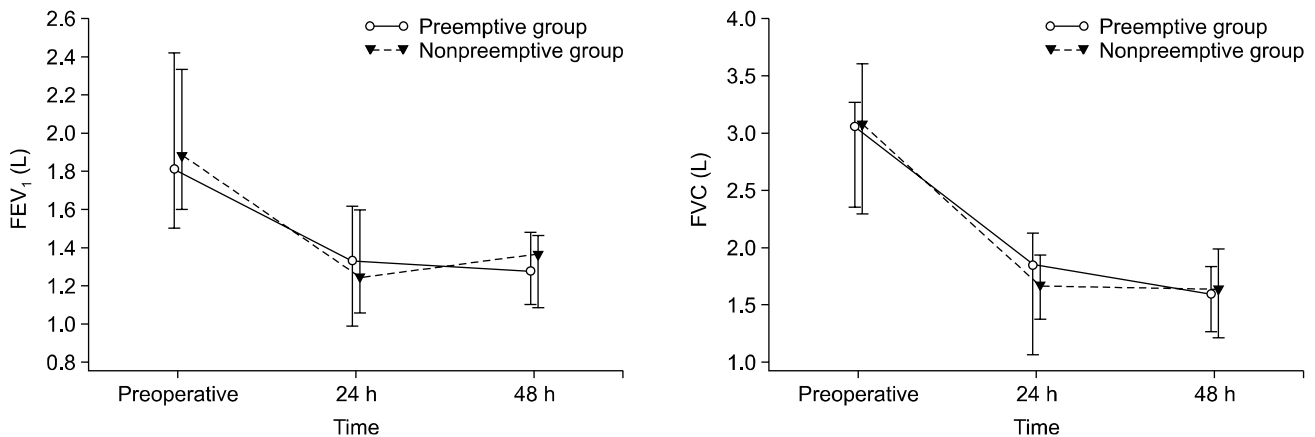 2.6
2.4
2.2
2.0
1.8
1.6
1.4
1.2
1.0
0.8
FEV₁ (L)
Preemptive group
Nonpreemptive group
Preoperative 24 h 48 h
Time
4.0
3.5
3.0
2.5
2.0
1.5
1.0
FVC (L)
Preemptive group
Nonpreemptive group
Preoperative 24 h 48 h
Time